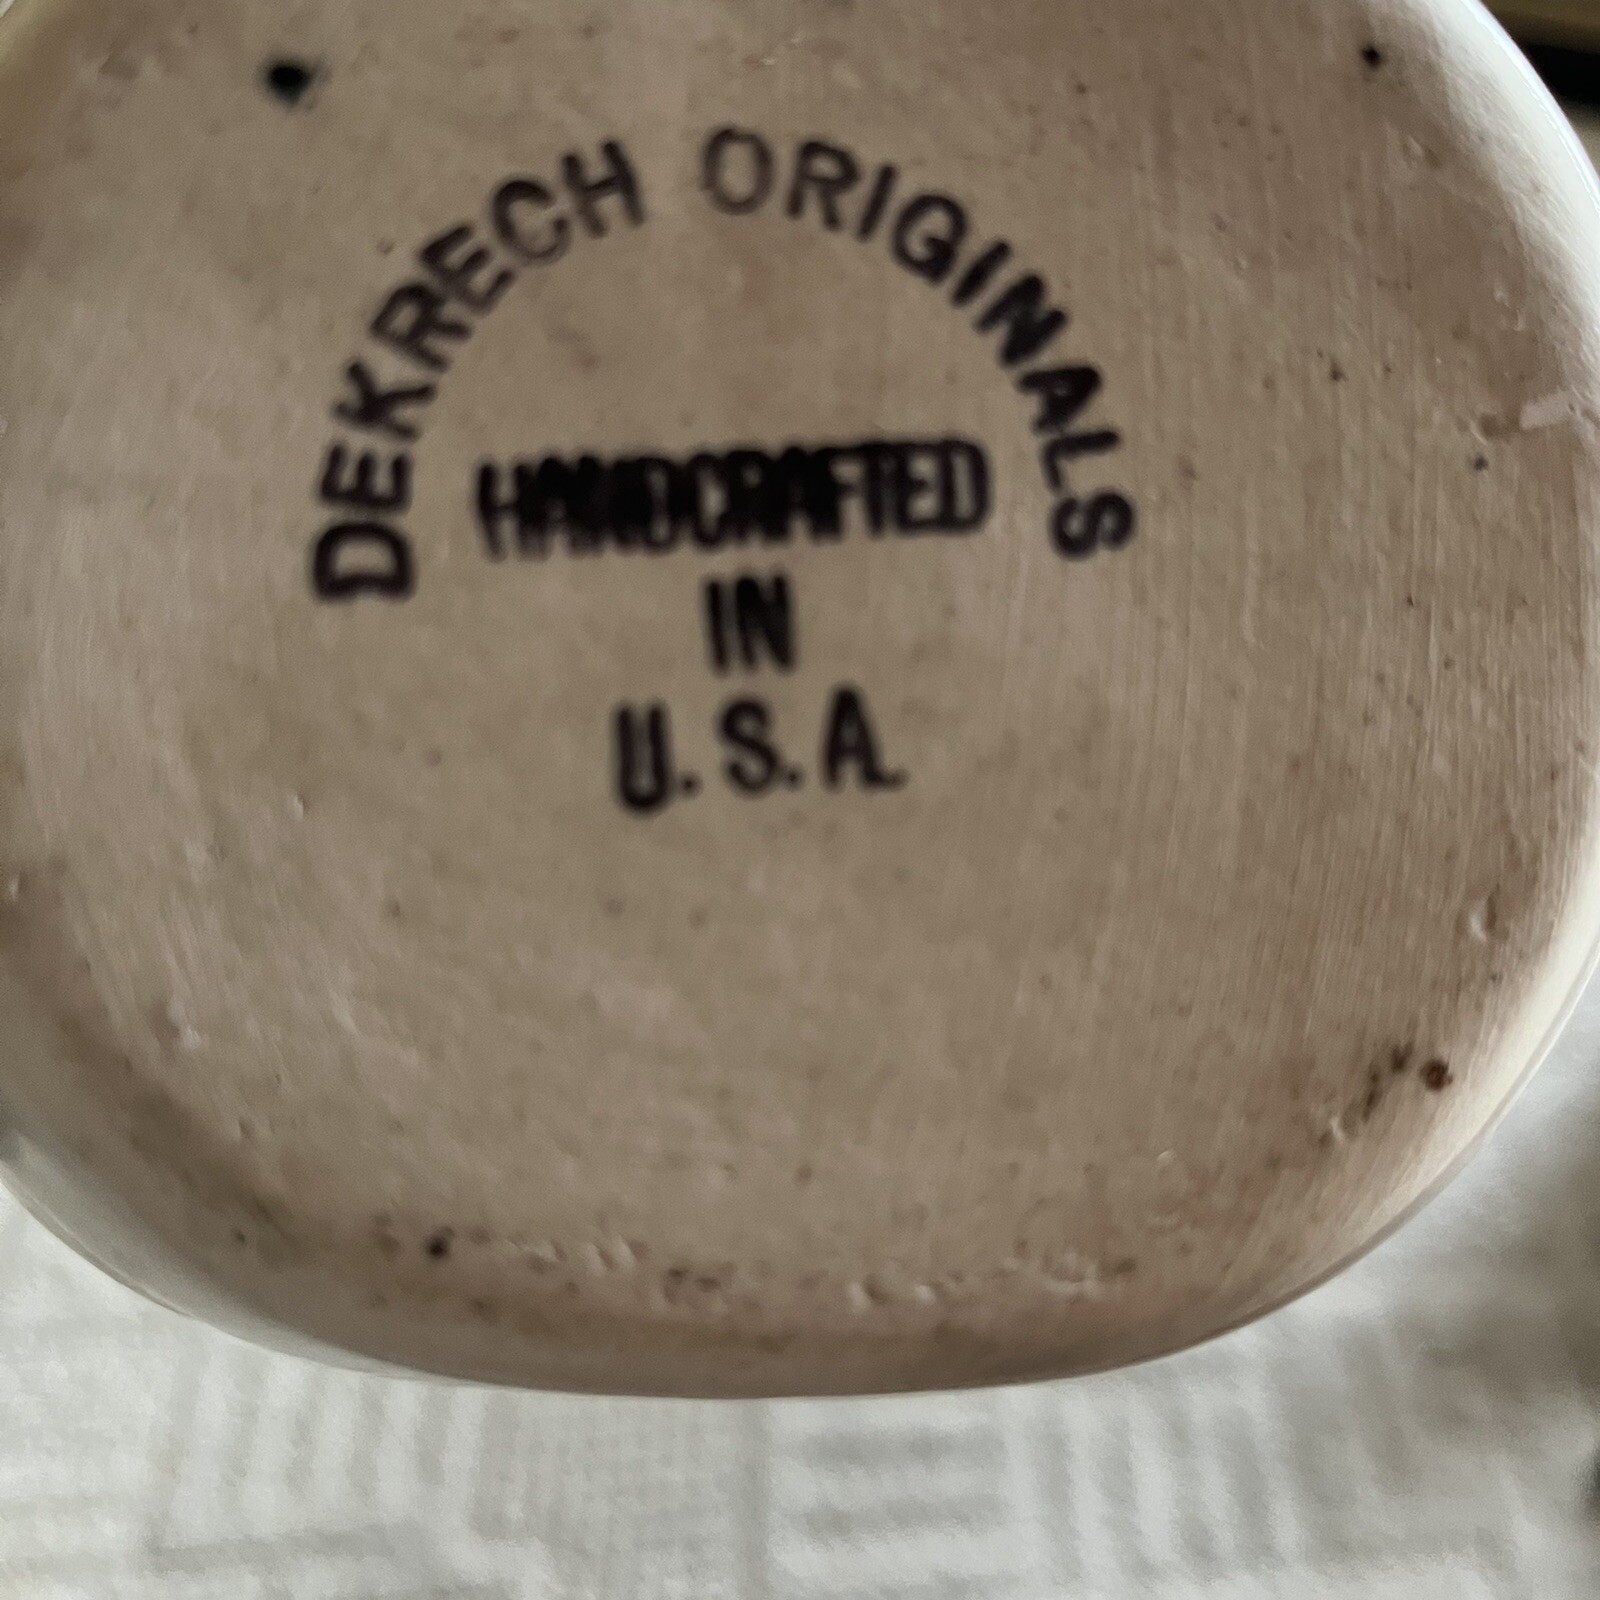 DEKRECH ORIGINALS
HANDCRAFTED
IN
U.S.A.